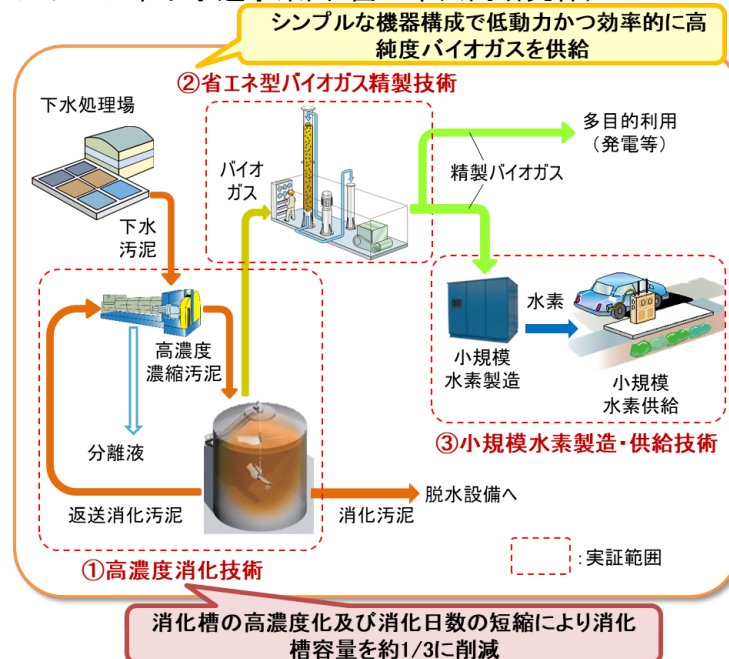 シンプルな機器構成で低動力かつ効率的に高
純度バイオガスを供給
②省エネ型バイオガス精製技術
下水処理場
バイオ
ガス
多目的利用
（発電等）
精製バイオガス
下水
汚泥
高濃度
濃縮汚泥
水素
小規模
水素製造
小規模
水素供給
分離液
③小規模水素製造・供給技術
返送消化汚泥
消化汚泥
脱水設備へ
①高濃度消化技術
：実証範囲
消化槽の高濃度化及び消化日数の短縮により消化
槽容量を約1/3に削減